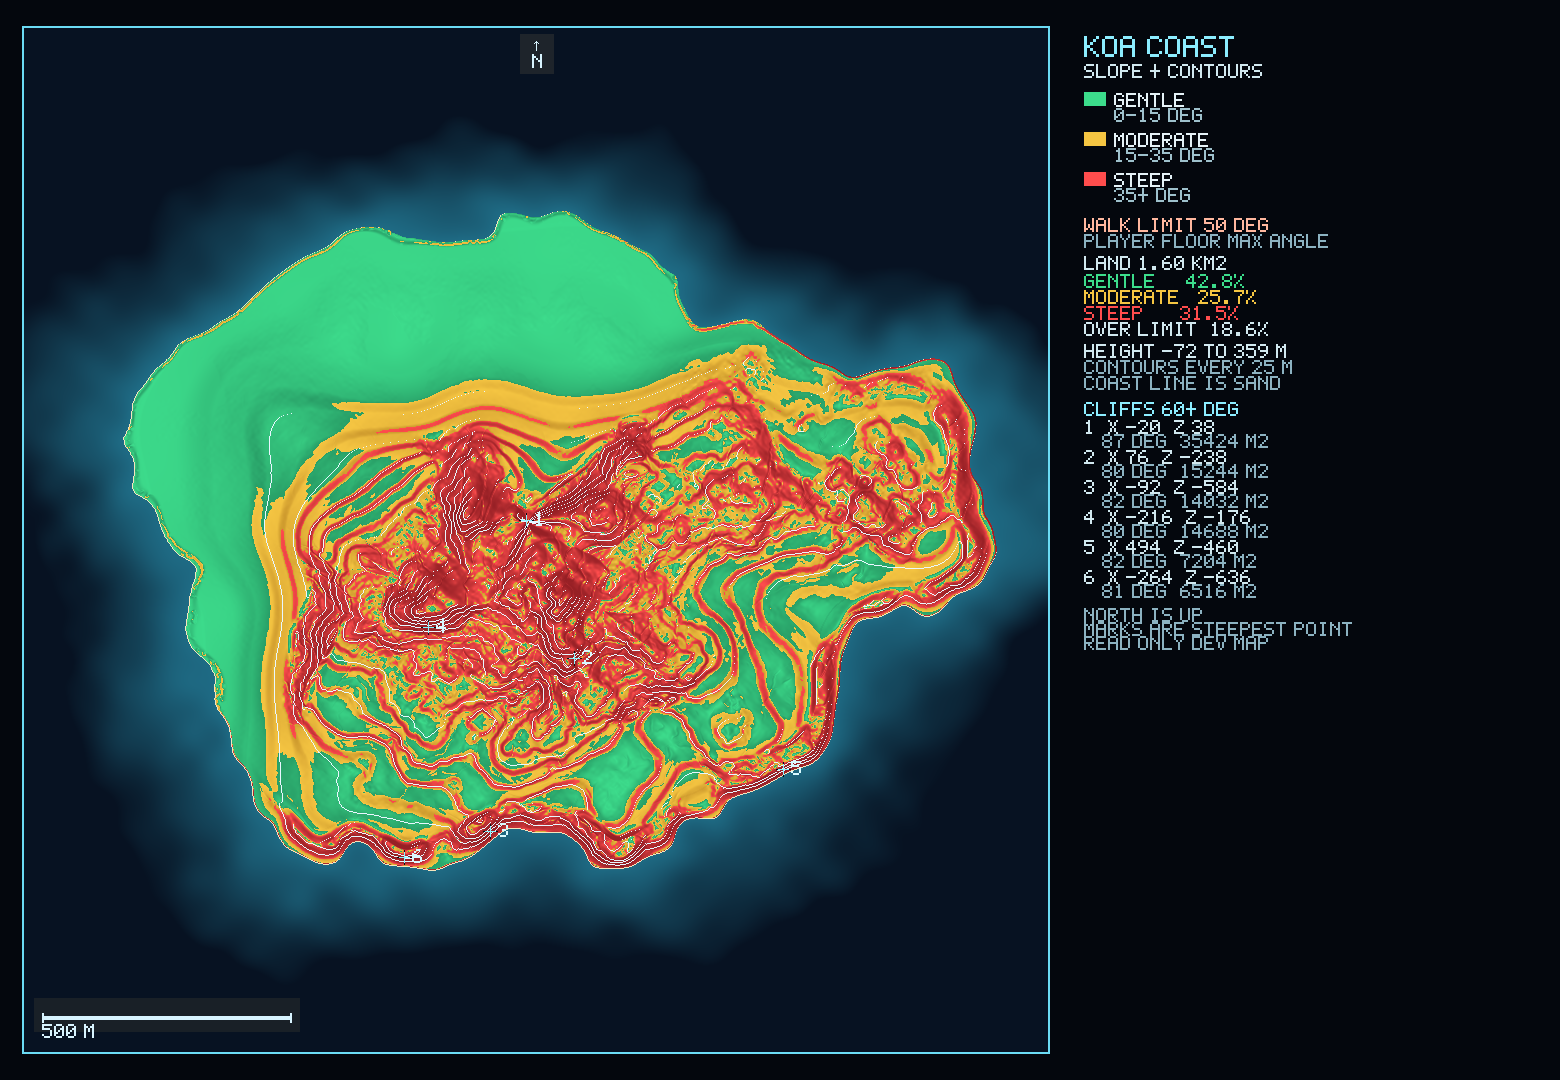 ↑
N
1
4
2
5
3
6
500 M
KOA COAST
SLOPE + CONTOURS
GENTLE
0-15 DEG
MODERATE
15-35 DEG
STEEP
35+ DEG
WALK LIMIT 50 DEG
PLAYER FLOOR MAX ANGLE
LAND 1.60 KM2
GENTLE 42.8%
MODERATE 25.7%
STEEP 31.5%
OVER LIMIT 18.6%
HEIGHT -72 TO 359 M
CONTOURS EVERY 25 M
COAST LINE IS SAND
CLIFFS 60+ DEG
1 X -20 Z 38
87 DEG 35424 M2
2 X 76 Z -238
80 DEG 15244 M2
3 X -92 Z -584
82 DEG 14032 M2
4 X -216 Z -176
80 DEG 14688 M2
5 X 494 Z -460
82 DEG 7204 M2
6 X -264 Z -636
81 DEG 6516 M2
NORTH IS UP
MARKS ARE STEEPEST POINT
READ ONLY DEV MAP